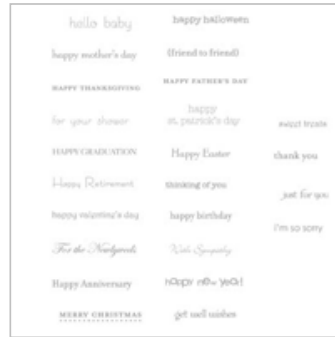 hello baby
happy halloween
happy mother's day
{friend to friend}
HAPPY THANKSGIVING
HAPPY FATHER'S DAY
for your shower
happy
st. patrick's day
sweet treats
HAPPY GRADUATION
Happy Easter
thank you
Happy Retirement
thinking of you
just for you
happy valentine's day
happy birthday
i'm so sorry
For the Newlyweds
With Sympathy
Happy Anniversary
happy new year!
MERRY CHRISTMAS
get well wishes